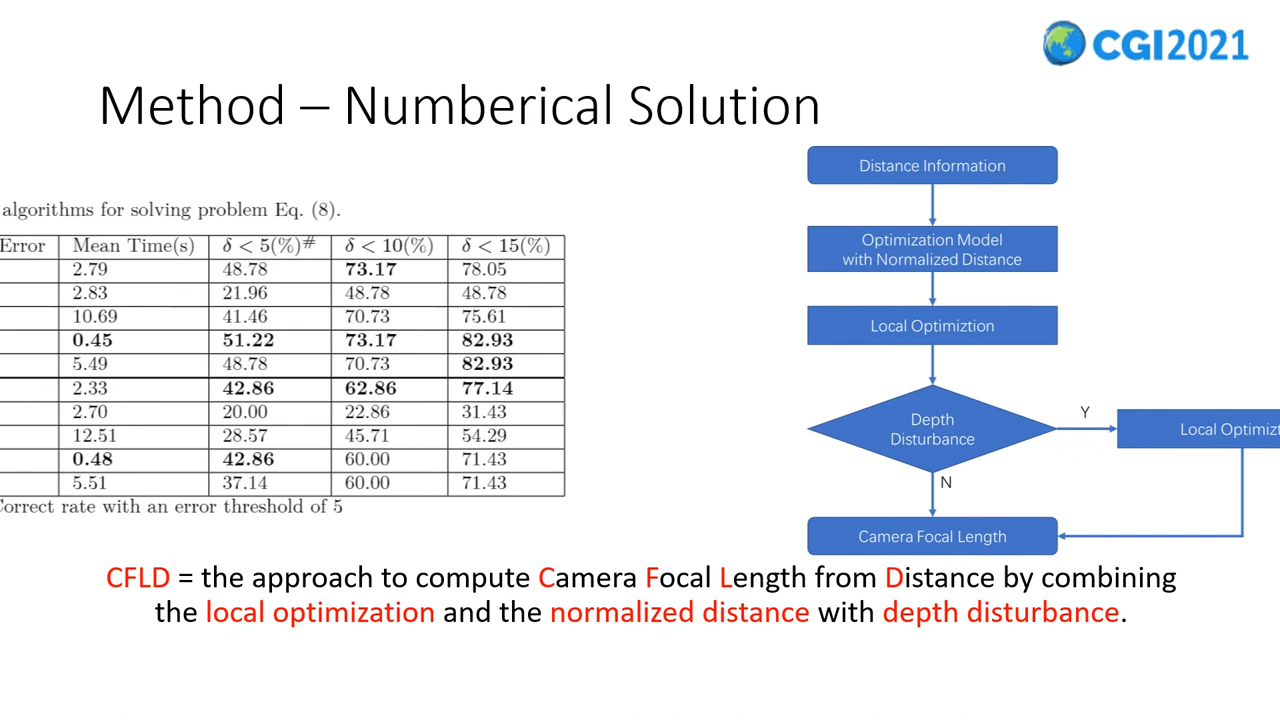 CGI2021
Method – Numberical Solution
algorithms for solving problem Eq. (8).
Error Mean Time(s) δ < 5(%)# δ < 10(%) δ < 15(%)
2.79 48.78 73.17 78.05
2.83 21.96 48.78 48.78
10.69 41.46 70.73 75.61
0.45 51.22 73.17 82.93
5.49 48.78 70.73 82.93
2.33 42.86 62.86 77.14
2.70 20.00 22.86 31.43
12.51 28.57 45.71 54.29
0.48 42.86 60.00 71.43
5.51 37.14 60.00 71.43
Correct rate with an error threshold of 5
Distance Information
Optimization Model
with Normalized Distance
Local Optimiztion
Depth
Disturbance
Y
Local Optimizt
N
Camera Focal Length
CFLD = the approach to compute Camera Focal Length from Distance by combining
the local optimization and the normalized distance with depth disturbance.